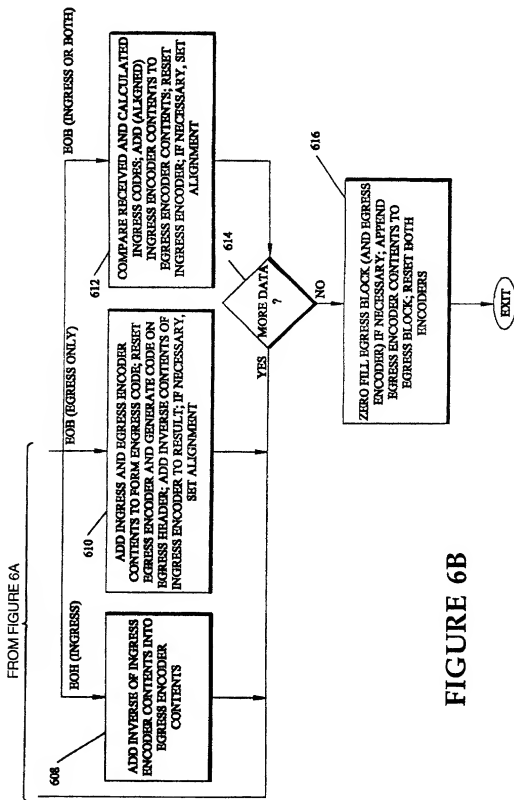 FROM FIGURE 6A
EOH (INGRESS)
EOB (EGRESS ONLY)
EOB (INGRESS OR BOTH)
608
ADD INVERSE OF INGRESS
ENCODER CONTENTS INTO
EGRESS ENCODER
CONTENTS
610
ADD INGRESS AND EGRESS ENCODER
CONTENTS TO FORM ENGRESS CODE; RESET
EGRESS ENCODER AND GENERATE CODE ON
EGRESS HEADER; ADD INVERSE CONTENTS OF
INGRESS ENCODER TO RESULT; IF NECESSARY,
SET ALIGNMENT
612
COMPARE RECEIVED AND CALCULATED
INGRESS CODES; ADD (ALIGNED)
INGRESS ENCODER CONTENTS TO
EGRESS ENCODER CONTENTS; RESET
INGRESS ENCODER; IF NECESSARY, SET
ALIGNMENT
614
MORE DATA
?
YES
NO
616
ZERO FILL EGRESS BLOCK (AND EGRESS
ENCODER) IF NECESSARY; APPEND
EGRESS ENCODER CONTENTS TO
EGRESS BLOCK; RESET BOTH
ENCODERS
EXIT
FIGURE 6B